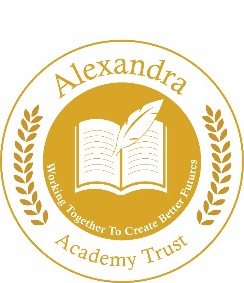 Alexandra
Working Together To Create Better Futures
Academy Trust